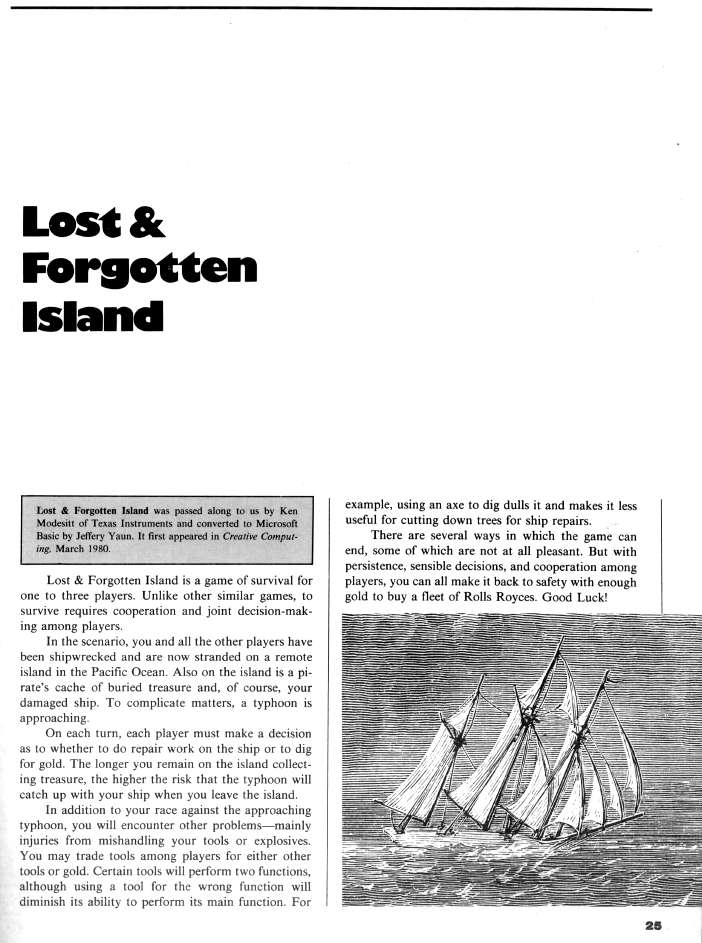 Lost &
Forgotten
Island
Lost & Forgotten Island was passed along to us by Ken
Modesitt of Texas Instruments and converted to Microsoft
Basic by Jeffery Yaun. It first appeared in Creative Comput-
ing, March 1980.
Lost & Forgotten Island is a game of survival for
one to three players. Unlike other similar games, to
survive requires cooperation and joint decision-mak-
ing among players.
In the scenario, you and all the other players have
been shipwrecked and are now stranded on a remote
island in the Pacific Ocean. Also on the island is a pi-
rate's cache of buried treasure and, of course, your
damaged ship. To complicate matters, a typhoon is
approaching.
On each turn, each player must make a decision
as to whether to do repair work on the ship or to dig
for gold. The longer you remain on the island collect-
ing treasure, the higher the risk that the typhoon will
catch up with your ship when you leave the island.
In addition to your race against the approaching
typhoon, you will encounter other problems—mainly
injuries from mishandling your tools or explosives.
You may trade tools among players for either other
tools or gold. Certain tools will perform two functions,
although using a tool for the wrong function will
diminish its ability to perform its main function. For
example, using an axe to dig dulls it and makes it less
useful for cutting down trees for ship repairs.
There are several ways in which the game can
end, some of which are not at all pleasant. But with
persistence, sensible decisions, and cooperation among
players, you can all make it back to safety with enough
gold to buy a fleet of Rolls Royces. Good Luck!
25